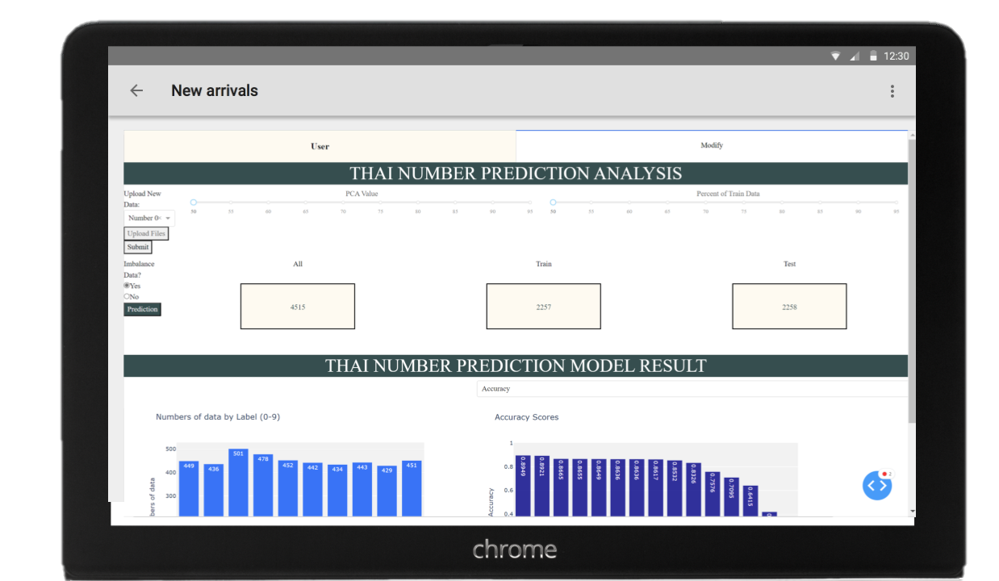 12:30
New arrivals
User
Modify
THAI NUMBER PREDICTION ANALYSIS
Upload New
Data:
PCA Value
Percent of Train Data
50 55 60 65 70 75 80 85 90 95
50 55 60 65 70 75 80 85 90 95
Number 0
Upload Files
Submit
Imbalance
Data?
Yes
No
Prediction
All
Train
Test
4515
2257
2258
THAI NUMBER PREDICTION MODEL RESULT
Accuracy
Numbers of data by Label (0-9)
500
400
300
bers of data
449 436 501 478 452 442 434 443 429 451
Accuracy Scores
1
0.8
0.6
0.4
Accuracy
0.8949 0.8921 0.8665 0.8655 0.8649 0.8636 0.8636 0.8617 0.8532 0.8326 0.7576 0.7095 0.6415
2
chrome